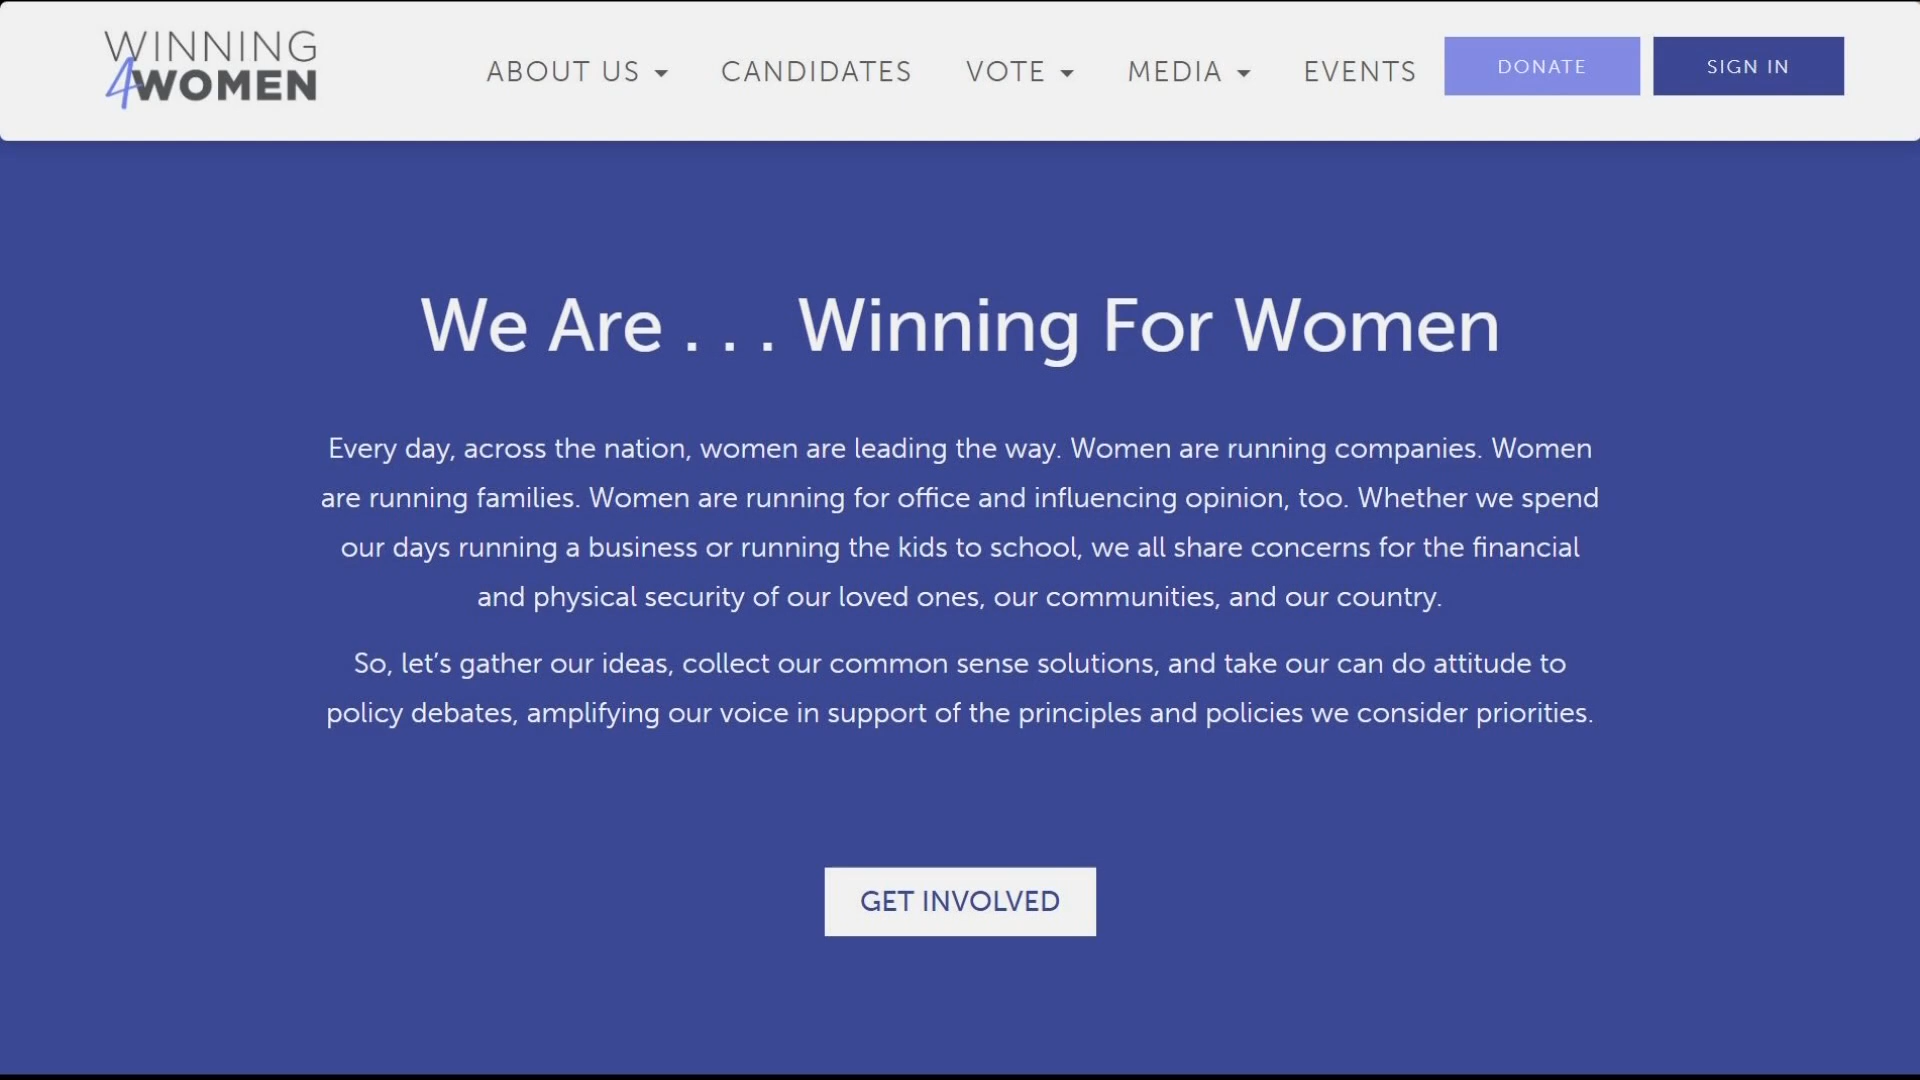 WINNING
4WOMEN
ABOUT US
CANDIDATES
VOTE
MEDIA
EVENTS
DONATE
SIGN IN
We Are . . . Winning For Women
Every day, across the nation, women are leading the way. Women are running companies. Women
are running families. Women are running for office and influencing opinion, too. Whether we spend
our days running a business or running the kids to school, we all share concerns for the financial
and physical security of our loved ones, our communities, and our country.
So, let’s gather our ideas, collect our common sense solutions, and take our can do attitude to
policy debates, amplifying our voice in support of the principles and policies we consider priorities.
GET INVOLVED